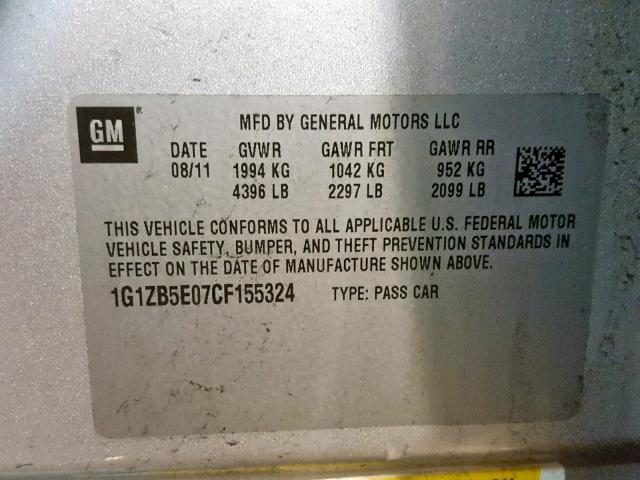 GM
MFD BY GENERAL MOTORS LLC
DATE GVWR GAWR FRT GAWR RR
08/11 1994 KG 1042 KG 952 KG
4396 LB 2297 LB 2099 LB
THIS VEHICLE CONFORMS TO ALL APPLICABLE U.S. FEDERAL MOTOR
VEHICLE SAFETY, BUMPER, AND THEFT PREVENTION STANDARDS IN
EFFECT ON THE DATE OF MANUFACTURE SHOWN ABOVE.
1G1ZB5E07CF155324 TYPE: PASS CAR